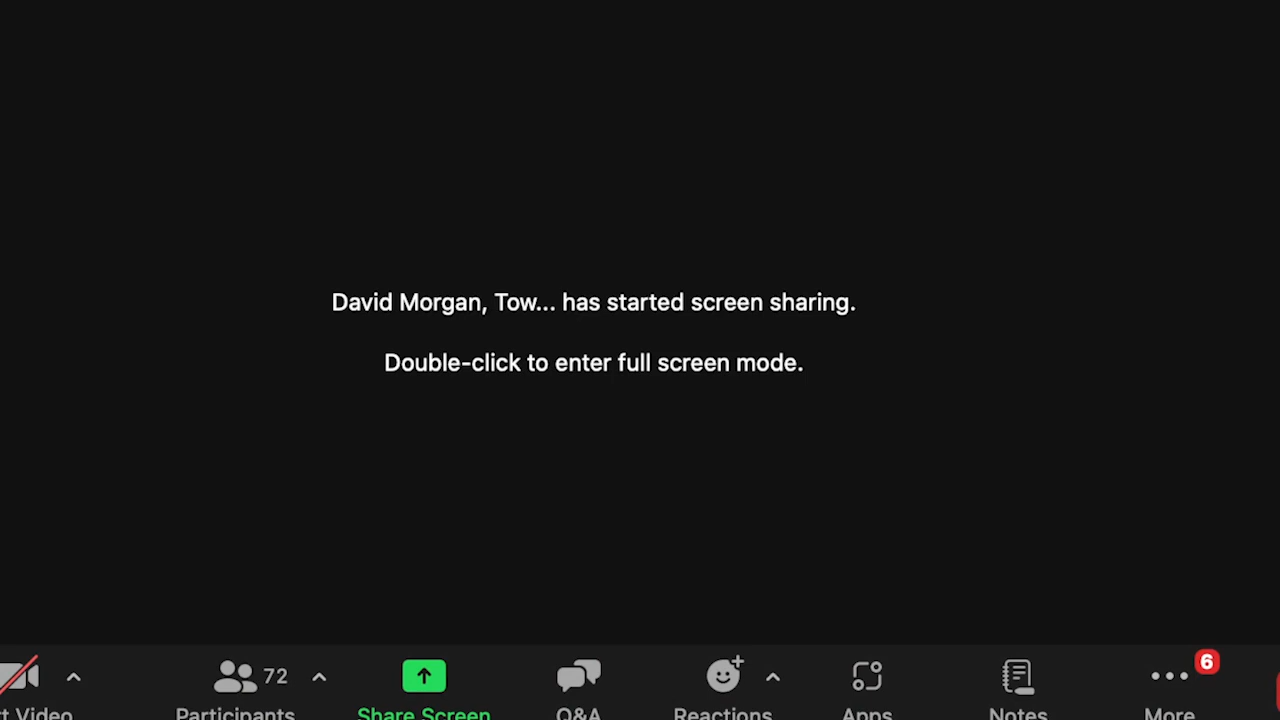 David Morgan, Tow... has started screen sharing.
Double-click to enter full screen mode.
72
6
Video
Participants
Share Screen
Q&A
Reactions
Apps
Notes
More